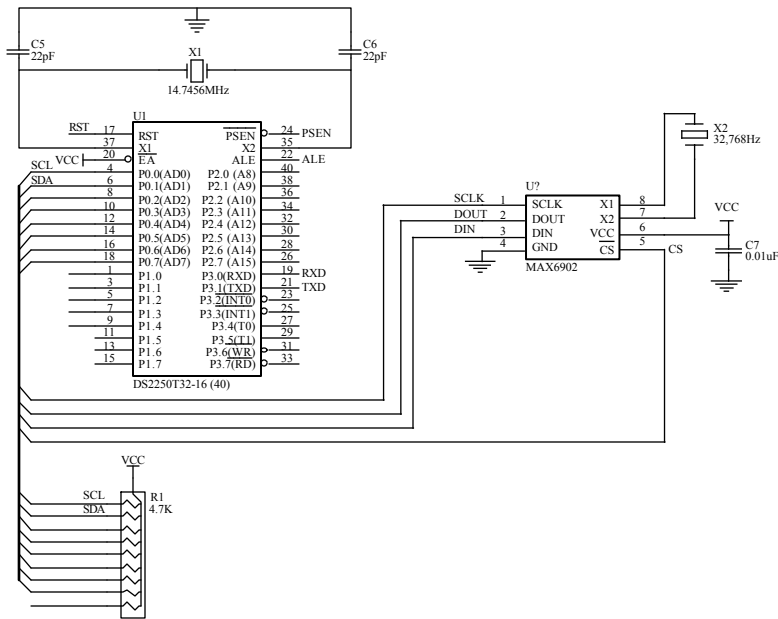 C5
22pF
C6
22pF
X1
14.7456MHz
U1
RST 17 RST PSEN 24 PSEN
37 X1 X2 35
VCC 20 EA ALE 22 ALE
SCL 4 P0.0(AD0) P2.0 (A8) 40
SDA 6 P0.1(AD1) P2.1 (A9) 38
8 P0.2(AD2) P2.2 (A10) 36
10 P0.3(AD3) P2.3 (A11) 34
12 P0.4(AD4) P2.4 (A12) 32
14 P0.5(AD5) P2.5 (A13) 30
16 P0.6(AD6) P2.6 (A14) 28
18 P0.7(AD7) P2.7 (A15) 26
1 P1.0 P3.0(RXD) 19 RXD
3 P1.1 P3.1(TXD) 21 TXD
5 P1.2 P3.2(INT0) 23
7 P1.3 P3.3(INT1) 25
9 P1.4 P3.4(T0) 27
11 P1.5 P3.5(T1) 29
13 P1.6 P3.6(WR) 31
15 P1.7 P3.7(RD) 33
DS2250T32-16 (40)
X2
32,768Hz
U?
SCLK 1 SCLK X1 8
DOUT 2 DOUT X2 7
DIN 3 DIN VCC 6
4 GND CS 5 CS
MAX6902
VCC
C7
0.01uF
VCC
R1
4.7K
SCL
SDA